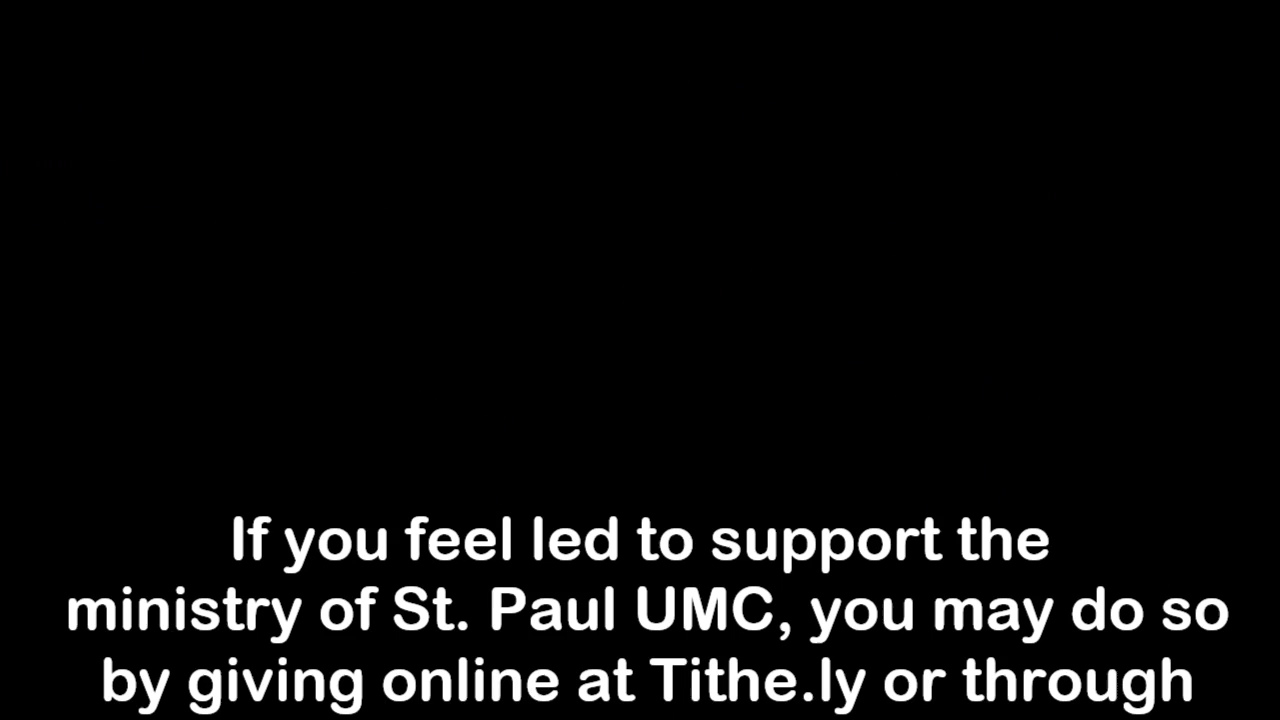 If you feel led to support the
ministry of St. Paul UMC, you may do so
by giving online at Tithe.ly or through